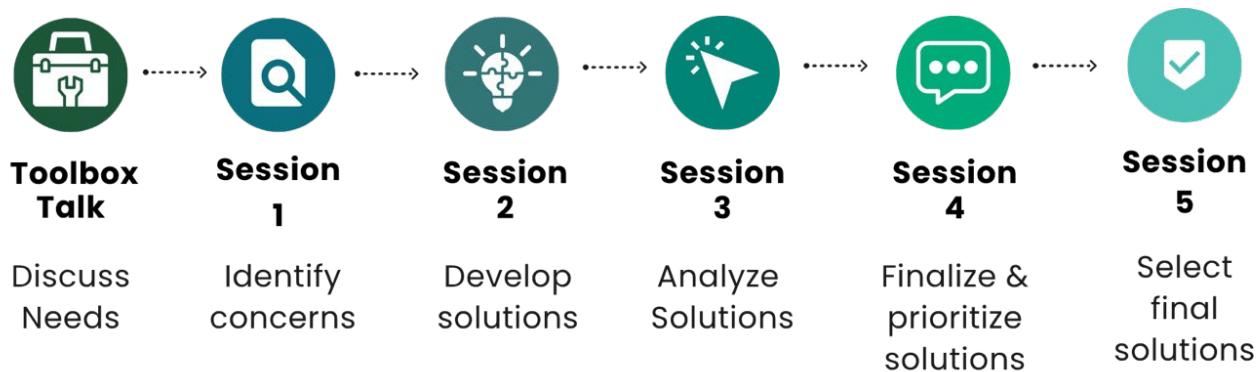 Toolbox
Talk
Discuss
Needs
Session
1
Identify
concerns
Session
2
Develop
solutions
Session
3
Analyze
Solutions
Session
4
Finalize &
prioritize
solutions
Session
5
Select
final
solutions